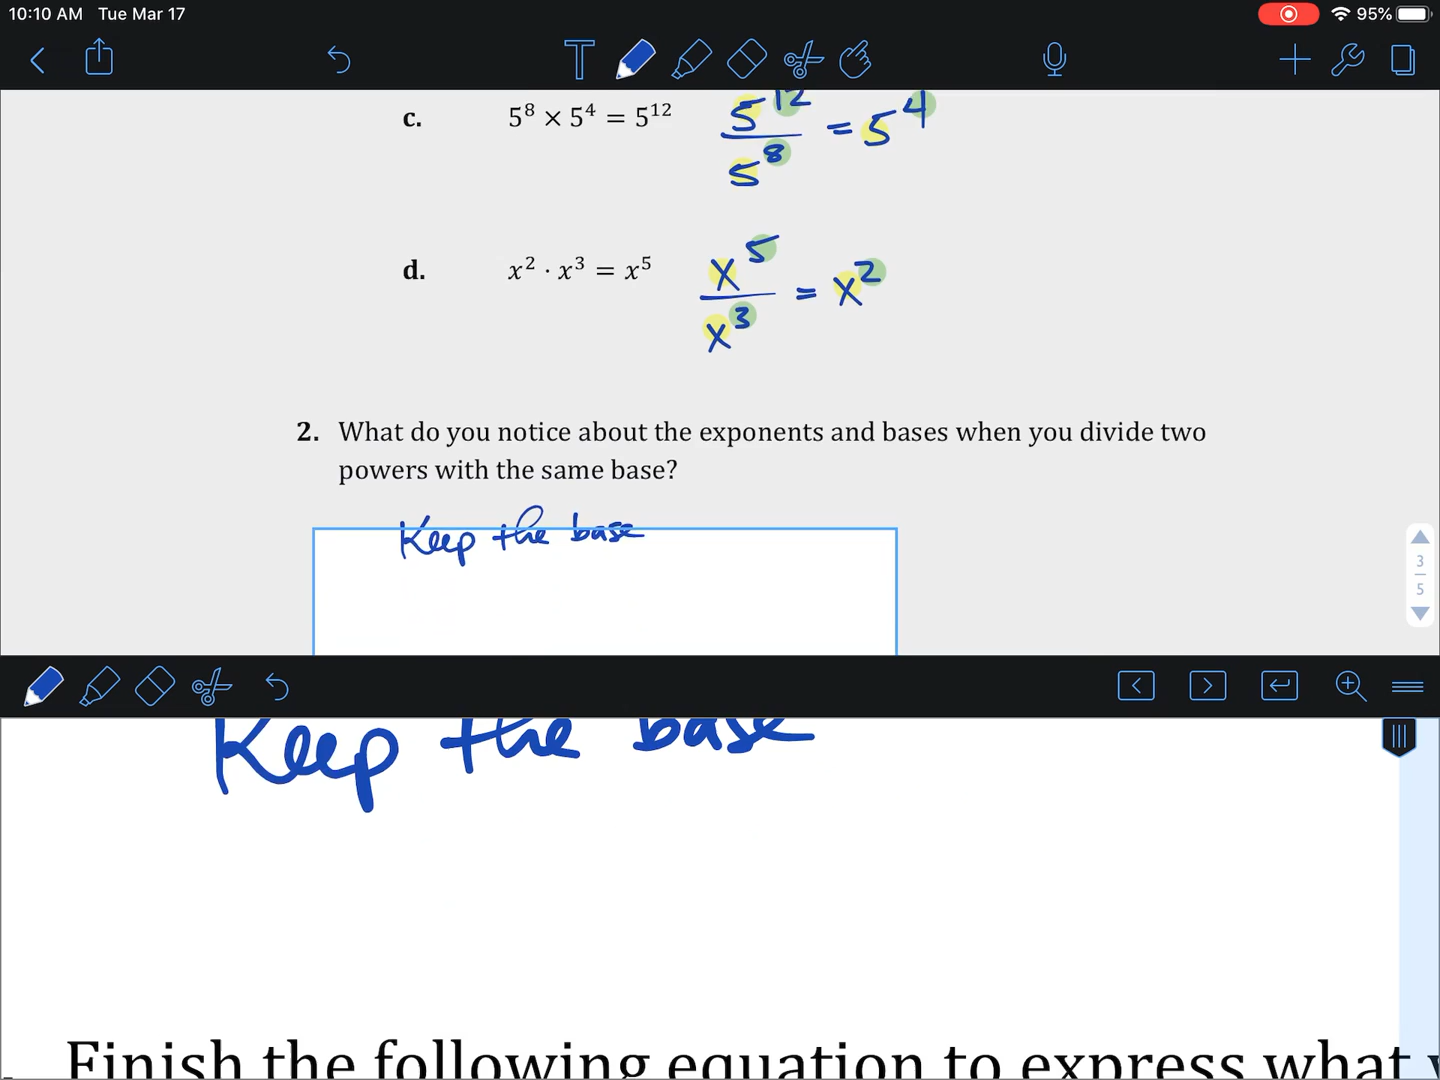 10:10 AM Tue Mar 17 95%
T
c. 5⁸ × 5⁴ = 5¹² 5¹²/5⁸ = 5⁴
d. x² · x³ = x⁵ x⁵/x³ = x²
2. What do you notice about the exponents and bases when you divide two
powers with the same base?
Keep the base
3
5
Keep the base
Finish the following equation to express what